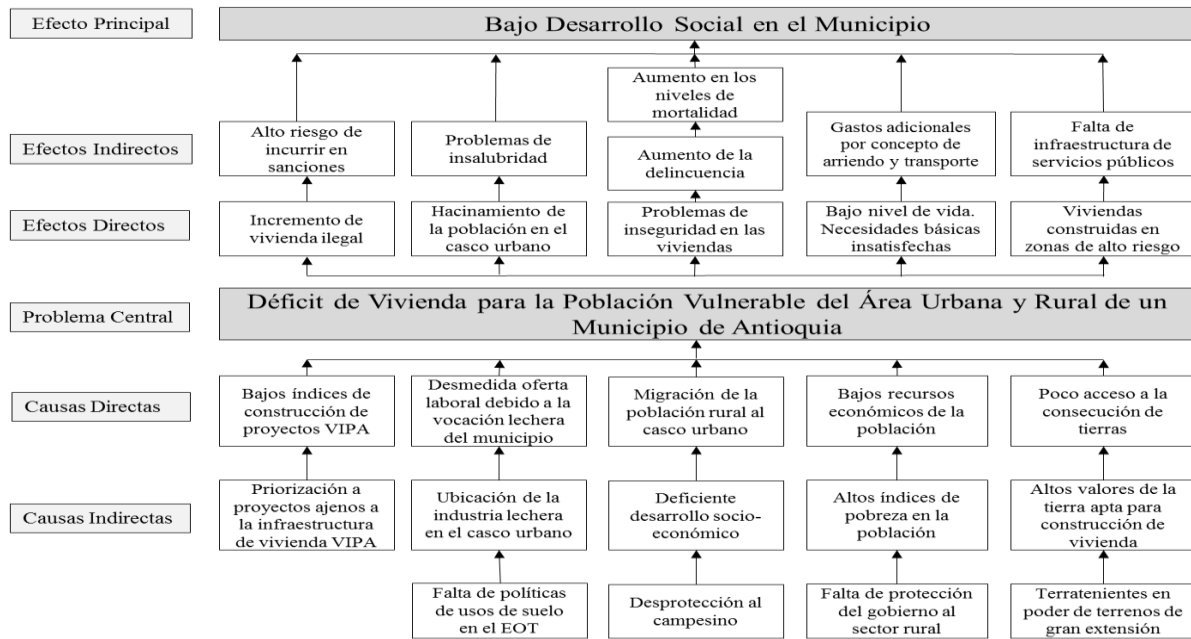 Efecto Principal
Bajo Desarrollo Social en el Municipio
Efectos Indirectos
Alto riesgo de
incurrir en
sanciones
Problemas de
insalubridad
Aumento en los
niveles de
mortalidad
Aumento de la
delincuencia
Gastos adicionales
por concepto de
arriendo y transporte
Falta de
infraestructura de
servicios públicos
Efectos Directos
Incremento de
vivienda ilegal
Hacinamiento de
la población en el
casco urbano
Problemas de
inseguridad en las
viviendas
Bajo nivel de vida.
Necesidades básicas
insatisfechas
Viviendas
construidas en
zonas de alto riesgo
Problema Central
Déficit de Vivienda para la Población Vulnerable del Área Urbana y Rural de un
Municipio de Antioquia
Causas Directas
Bajos índices de
construcción de
proyectos VIPA
Desmedida oferta
laboral debido a la
vocación lechera
del municipio
Migración de la
población rural al
casco urbano
Bajos recursos
económicos de la
población
Poco acceso a la
consecución de
tierras
Causas Indirectas
Priorización a
proyectos ajenos a
la infraestructura
de vivienda VIPA
Ubicación de la
industria lechera
en el casco urbano
Deficiente
desarrollo socio-
económico
Altos índices de
pobreza en la
población
Altos valores de la
tierra apta para
construcción de
vivienda
Falta de políticas
de usos de suelo
en el EOT
Desprotección al
campesino
Falta de protección
del gobierno al
sector rural
Terratenientes en
poder de terrenos de
gran extensión